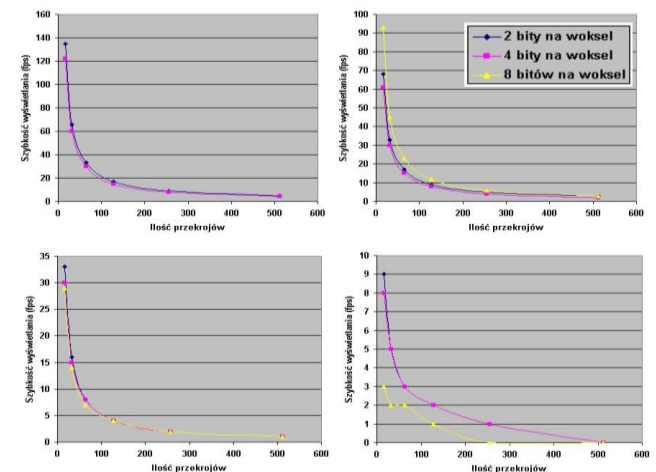 160
140
120
100
80
60
40
20
0
Szybkość wyświetlania (fps)
0 100 200 300 400 500 600
Ilość przekrojów
100
90
80
70
60
50
40
30
20
10
0
Szybkość wyświetlania (fps)
2 bity na woksel
4 bity na woksel
8 bitów na woksel
0 100 200 300 400 500 600
Ilość przekrojów
35
30
25
20
15
10
5
0
Szybkość wyświetlania (fps)
0 100 200 300 400 500 600
Ilość przekrojów
10
9
8
7
6
5
4
3
2
1
0
Szybkość wyświetlania (fps)
0 100 200 300 400 500 600
Ilość przekrojów